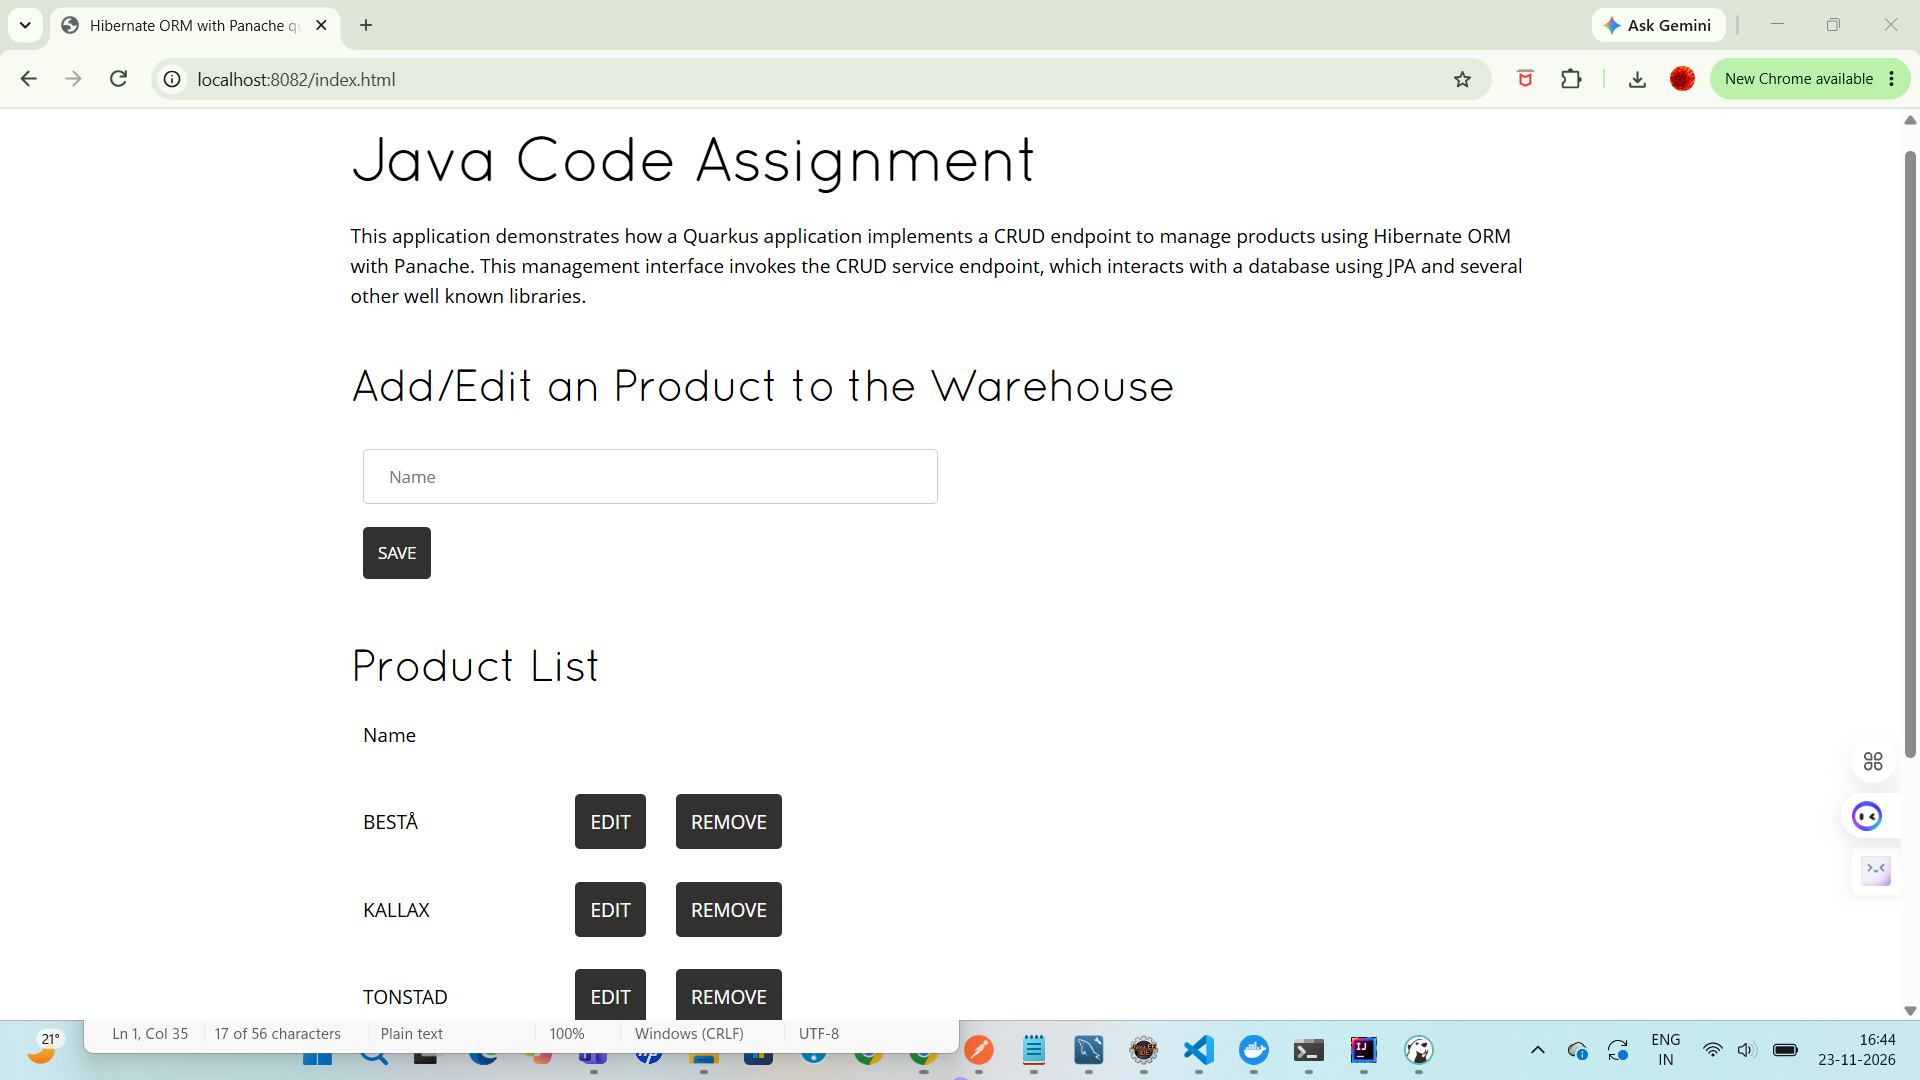 Hibernate ORM with Panache qu
Ask Gemini
localhost:8082/index.html
New Chrome available
Java Code Assignment
This application demonstrates how a Quarkus application implements a CRUD endpoint to manage products using Hibernate ORM
with Panache. This management interface invokes the CRUD service endpoint, which interacts with a database using JPA and several
other well known libraries.
Add/Edit an Product to the Warehouse
Name
SAVE
Product List
Name
BESTÅ EDIT REMOVE
KALLAX EDIT REMOVE
TONSTAD EDIT REMOVE
Ln 1, Col 35 17 of 56 characters Plain text 100% Windows (CRLF) UTF-8
21°
ENG
IN
16:44
23-11-2026